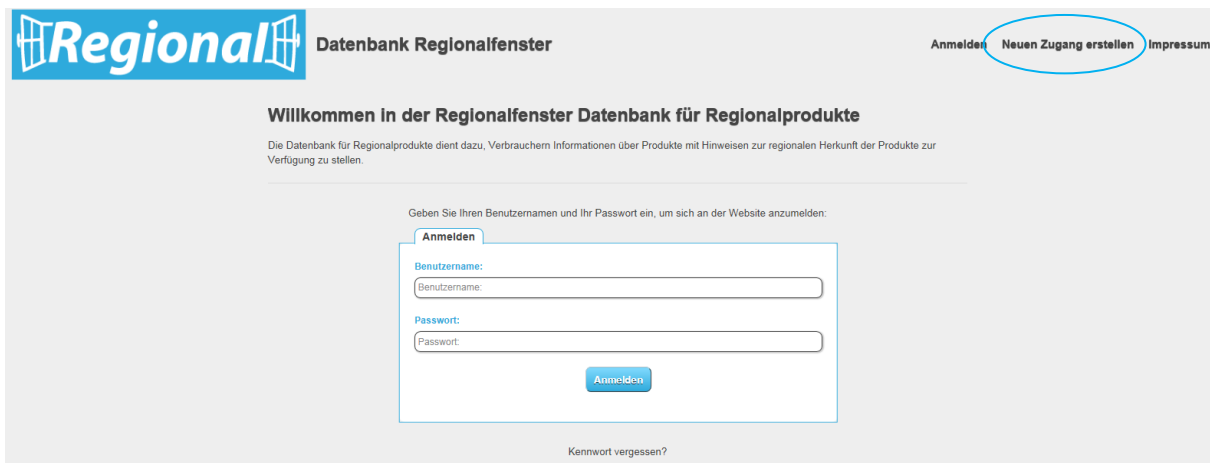 Regional
Datenbank Regionalfenster
Anmelden Neuen Zugang erstellen Impressum
Willkommen in der Regionalfenster Datenbank für Regionalprodukte
Die Datenbank für Regionalprodukte dient dazu, Verbrauchern Informationen über Produkte mit Hinweisen zur regionalen Herkunft der Produkte zur
Verfügung zu stellen.
Geben Sie Ihren Benutzernamen und Ihr Passwort ein, um sich an der Website anzumelden:
Anmelden
Benutzername:
Benutzername:
Passwort:
Passwort:
Anmelden
Kennwort vergessen?